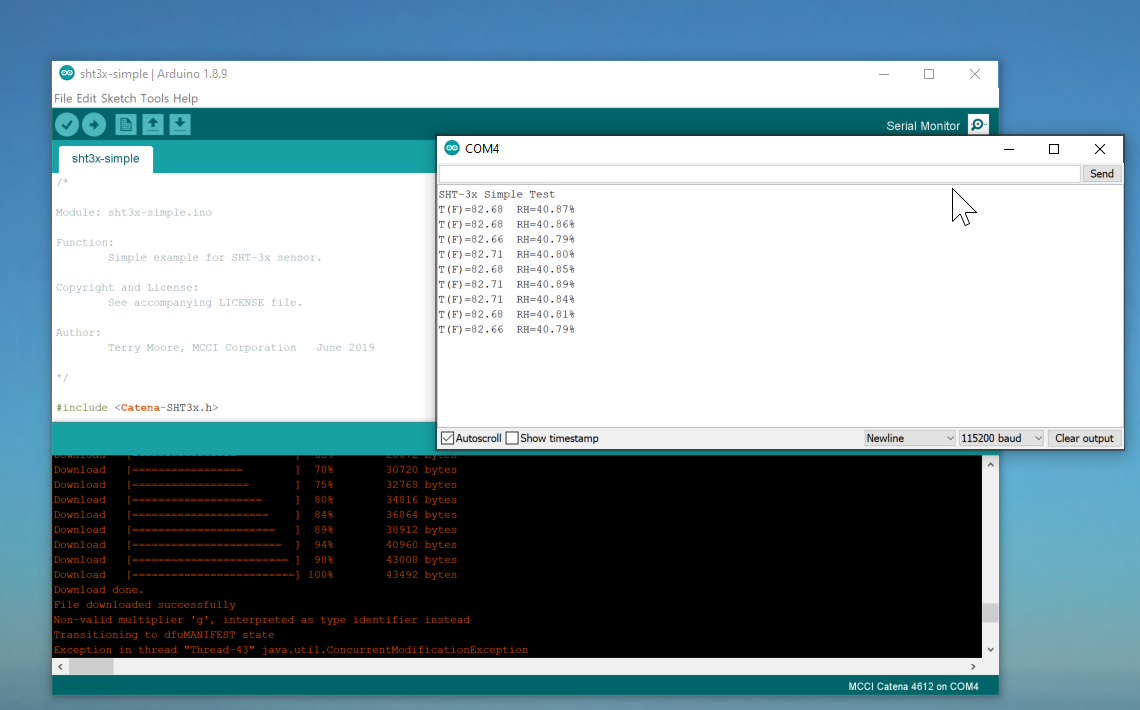 sht3x-simple | Arduino 1.8.9
File Edit Sketch Tools Help
Serial Monitor
sht3x-simple
/*
Module: sht3x-simple.ino
Function:
Simple example for SHT-3x sensor.
Copyright and License:
See accompanying LICENSE file.
Author:
Terry Moore, MCCI Corporation   June 2019
*/
#include <Catena-SHT3x.h>
COM4
Send
SHT-3x Simple Test
T(F)=82.68  RH=40.87%
T(F)=82.68  RH=40.86%
T(F)=82.66  RH=40.79%
T(F)=82.71  RH=40.80%
T(F)=82.68  RH=40.85%
T(F)=82.71  RH=40.89%
T(F)=82.71  RH=40.84%
T(F)=82.68  RH=40.81%
T(F)=82.66  RH=40.79%
Autoscroll Show timestamp Newline 115200 baud Clear output
Download   [=================        ]  70%        30720 bytes
Download   [==================       ]  75%        32768 bytes
Download   [====================     ]  80%        34816 bytes
Download   [=====================    ]  84%        36864 bytes
Download   [======================   ]  89%        38912 bytes
Download   [=======================  ]  94%        40960 bytes
Download   [======================== ]  98%        43008 bytes
Download   [=========================] 100%        43492 bytes
Download done.
File downloaded successfully
Non-valid multiplier 'g', interpreted as type identifier instead
Transitioning to dfuMANIFEST state
Exception in thread "Thread-43" java.util.ConcurrentModificationException
MCCI Catena 4612 on COM4